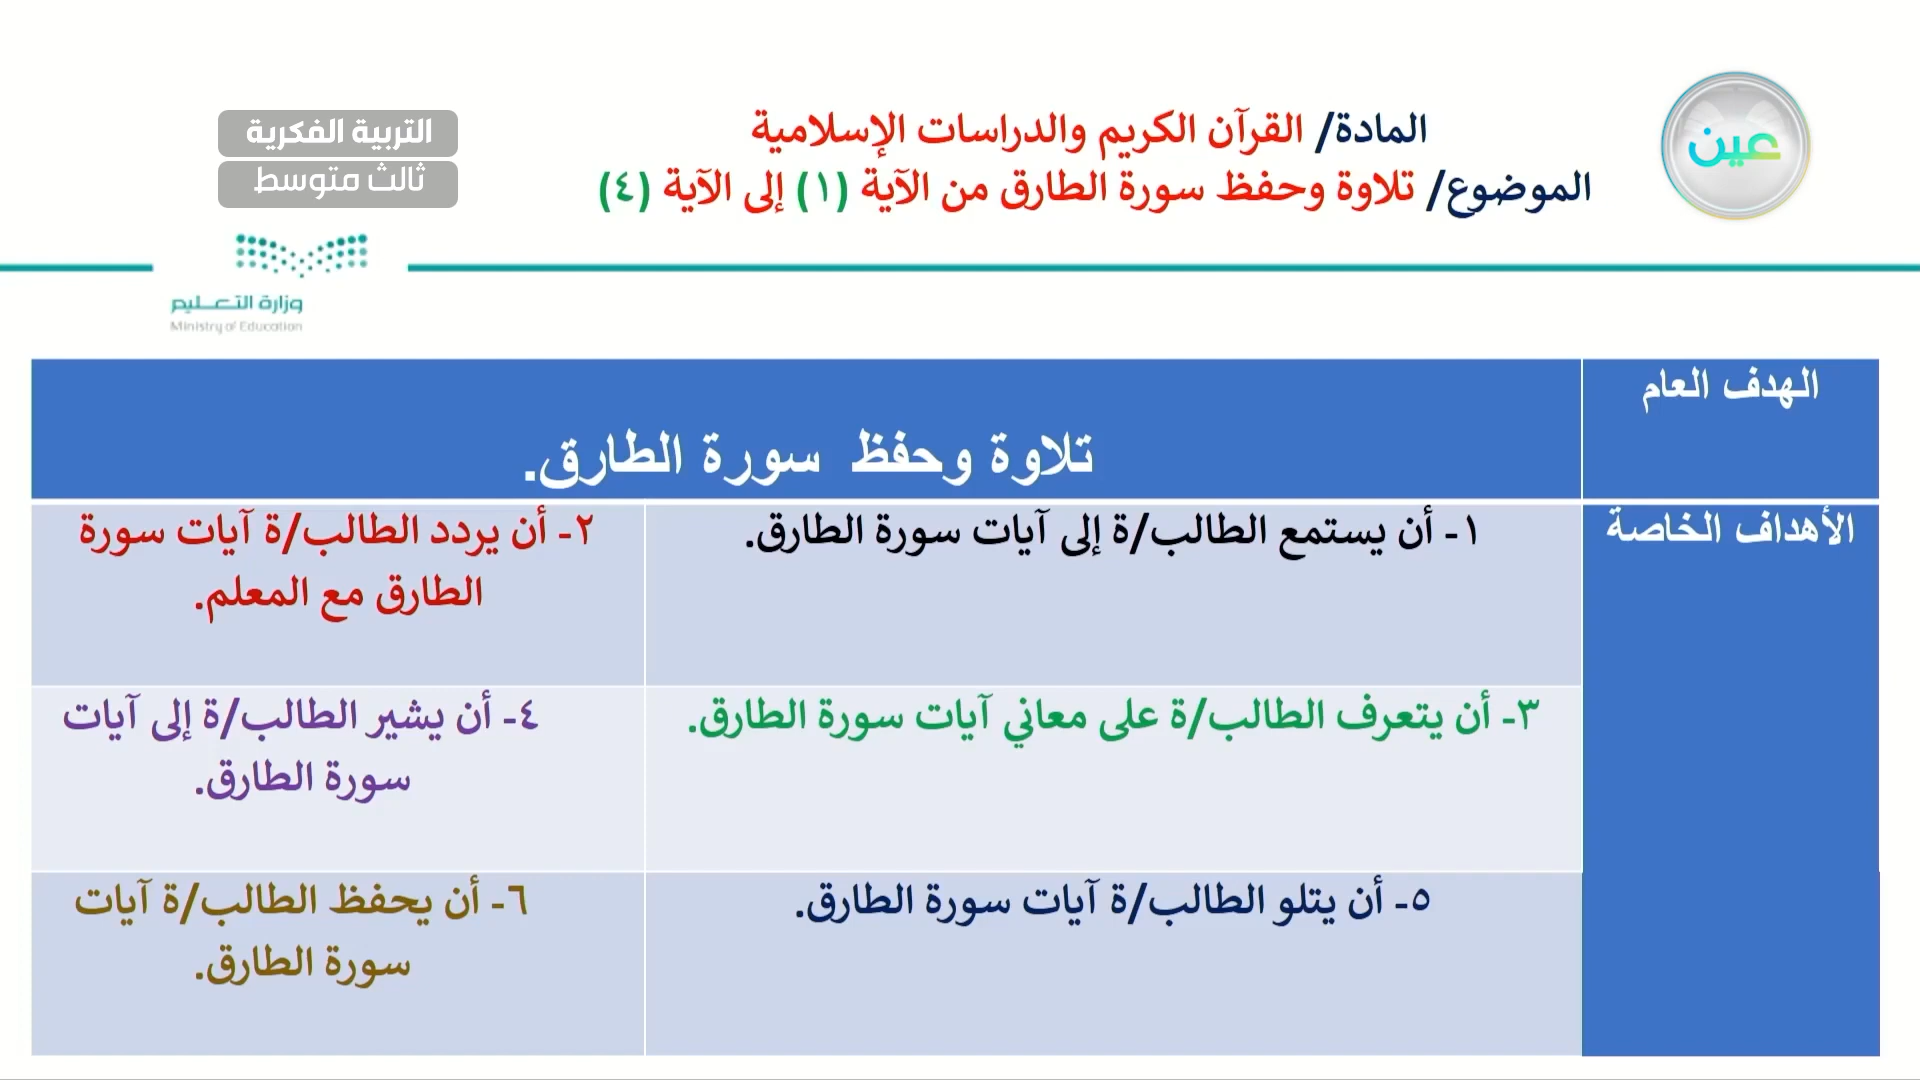 عين
المادة/ القرآن الكريم والدراسات الإسلامية
الموضوع/ تلاوة وحفظ سورة الطارق من الآية (١) إلى الآية (٤)
التربية الفكرية
ثالث متوسط
وزارة التعـليم
Ministry of Education
الهدف العام
تلاوة وحفظ سورة الطارق.
الأهداف الخاصة
١- أن يستمع الطالب/ة إلى آيات سورة الطارق.
٢- أن يردد الطالب/ة آيات سورة
الطارق مع المعلم.
٣- أن يتعرف الطالب/ة على معاني آيات سورة الطارق.
٤- أن يشير الطالب/ة إلى آيات
سورة الطارق.
٥- أن يتلو الطالب/ة آيات سورة الطارق.
٦- أن يحفظ الطالب/ة آيات
سورة الطارق.